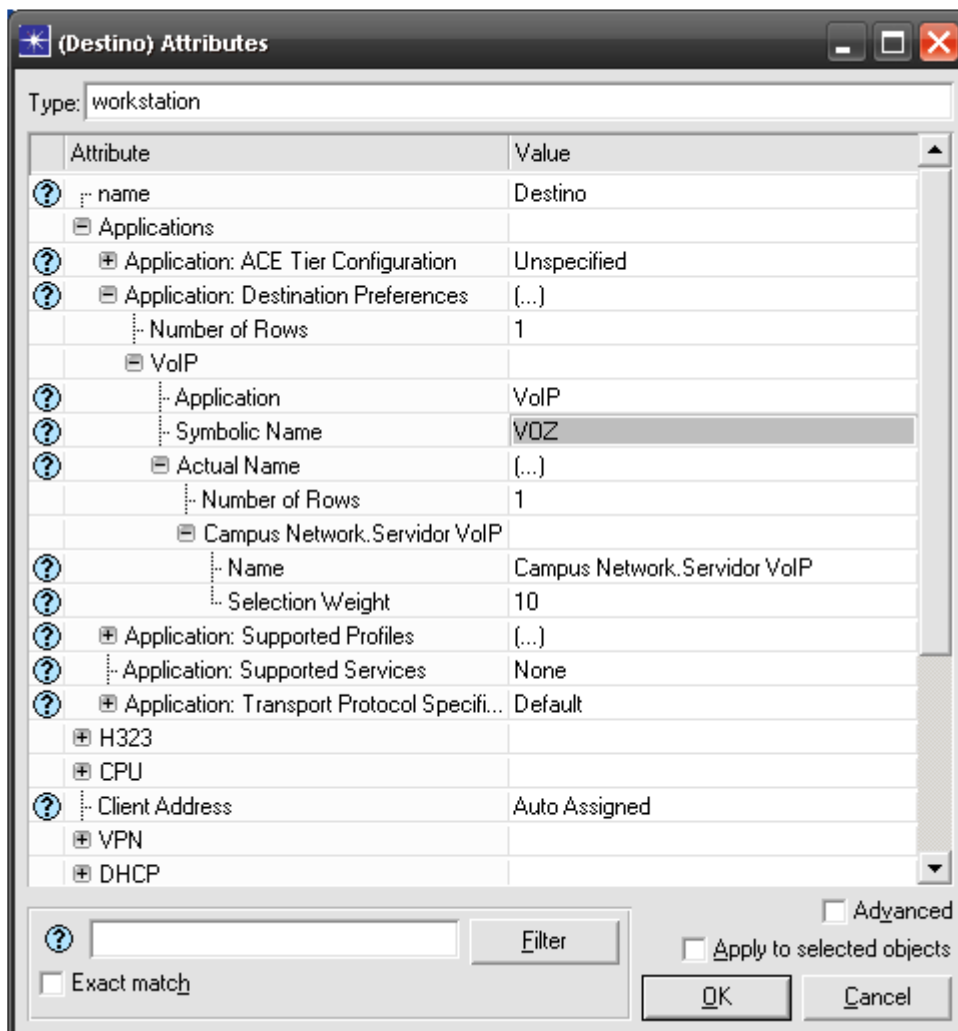 (Destino) Attributes
Type: workstation
Attribute Value
name Destino
Applications
Application: ACE Tier Configuration Unspecified
Application: Destination Preferences (...)
Number of Rows 1
VoIP
Application VoIP
Symbolic Name VOZ
Actual Name (...)
Number of Rows 1
Campus Network.Servidor VoIP
Name Campus Network.Servidor VoIP
Selection Weight 10
Application: Supported Profiles (...)
Application: Supported Services None
Application: Transport Protocol Specifi... Default
H323
CPU
Client Address Auto Assigned
VPN
DHCP
Advanced
Filter
Apply to selected objects
Exact match
OK Cancel